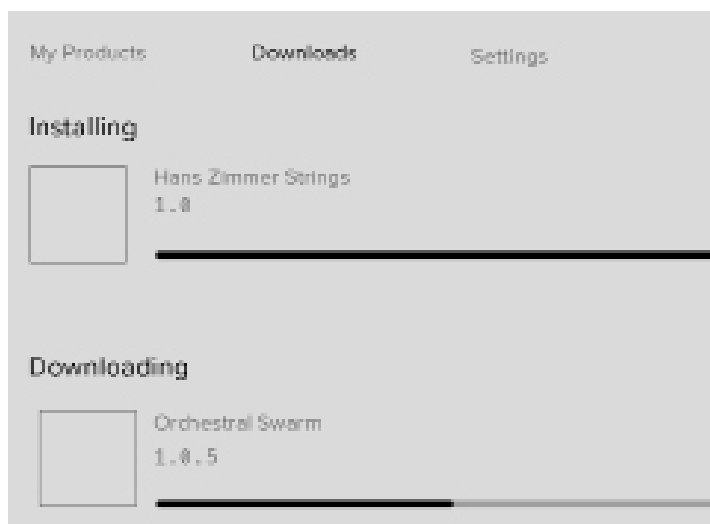 My Products Downloads Settings
Installing
Hans Zimmer Strings
1.0
Downloading
Orchestral Swarm
1.0.5